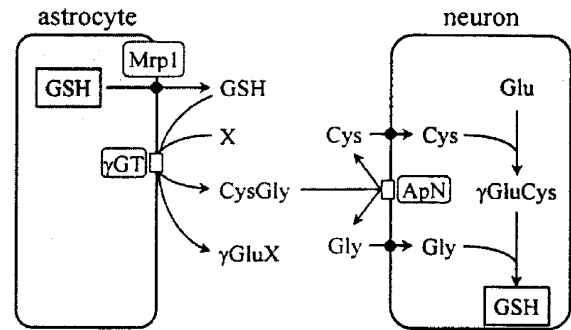 astrocyte
neuron
Mrp1
GSH
GSH
Glu
X
Cys
Cys
γGT
CysGly
ApN
γGluCys
γGluX
Gly
Gly
GSH